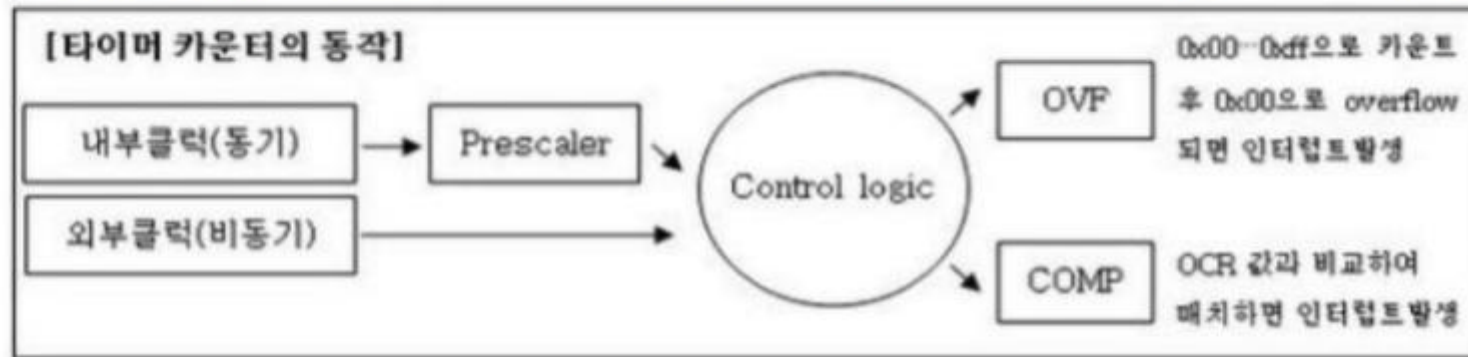 [타이머 카운터의 동작]
내부클럭(동기)
Prescaler
외부클럭(비동기)
Control logic
OVF
0x00~0xff으로 카운트
후 0x00으로 overflow
되면 인터럽트발생
COMP
OCR 값과 비교하여
매치하면 인터럽트발생